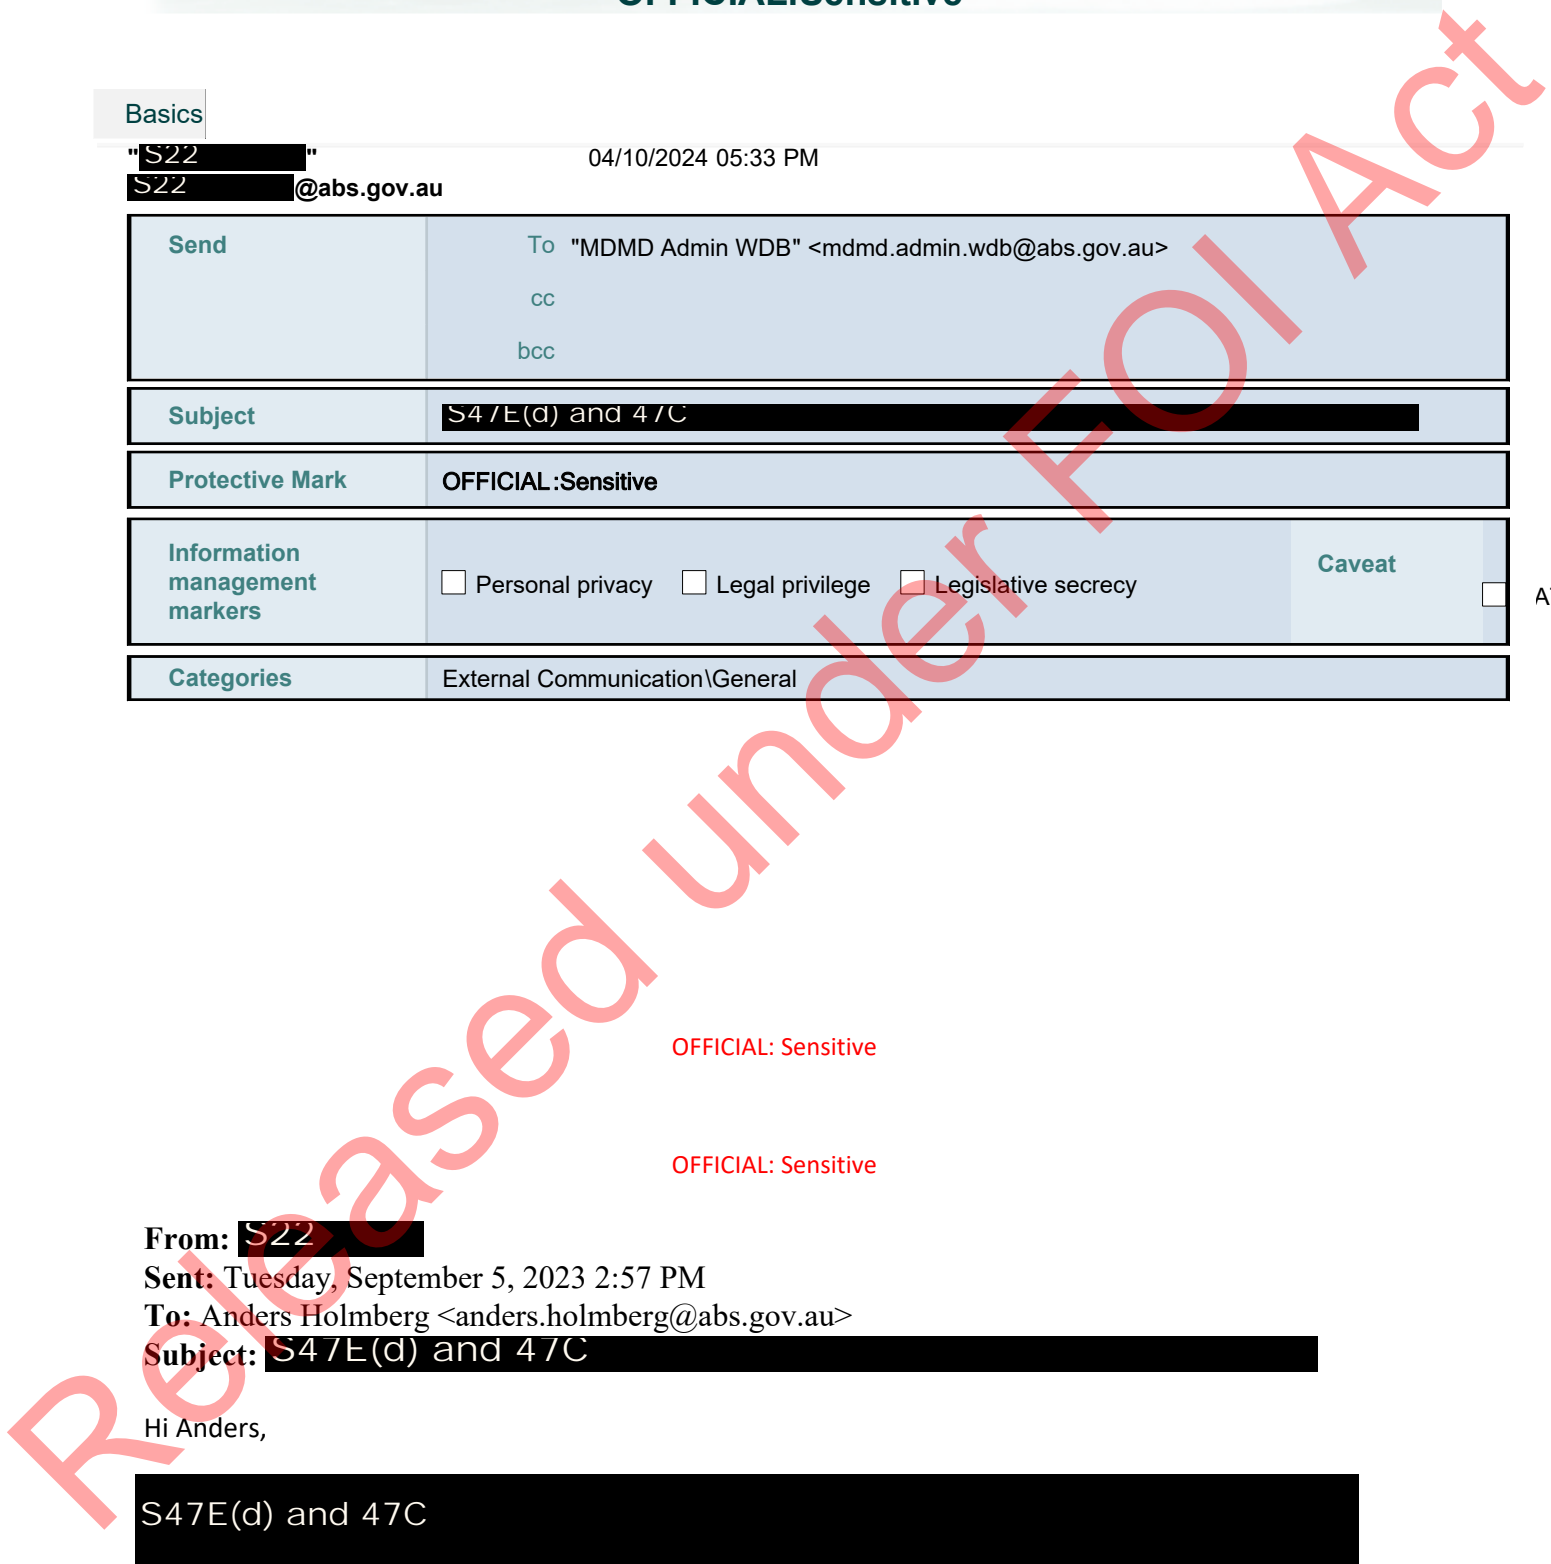 OFFICIAL:Sensitive
Basics
"S22" 04/10/2024 05:33 PM
S22@abs.gov.au
Send To "MDMD Admin WDB" <mdmd.admin.wdb@abs.gov.au>
cc
bcc
Subject S47E(d) and 47C
Protective Mark OFFICIAL:Sensitive
Information management markers Personal privacy Legal privilege Legislative secrecy Caveat
Categories External Communication\General
OFFICIAL: Sensitive
OFFICIAL: Sensitive
From: S22
Sent: Tuesday, September 5, 2023 2:57 PM
To: Anders Holmberg <anders.holmberg@abs.gov.au>
Subject: S47E(d) and 47C
Hi Anders,
S47E(d) and 47C
Released under FOI Act